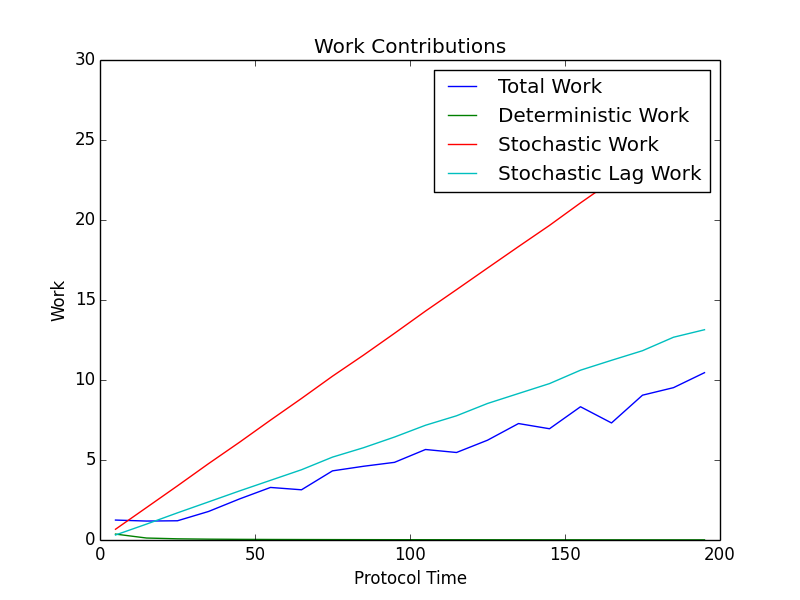 Work Contributions
30
25
20
15
10
5
0
Work
Total Work
Deterministic Work
Stochastic Work
Stochastic Lag Work
0 50 100 150 200
Protocol Time